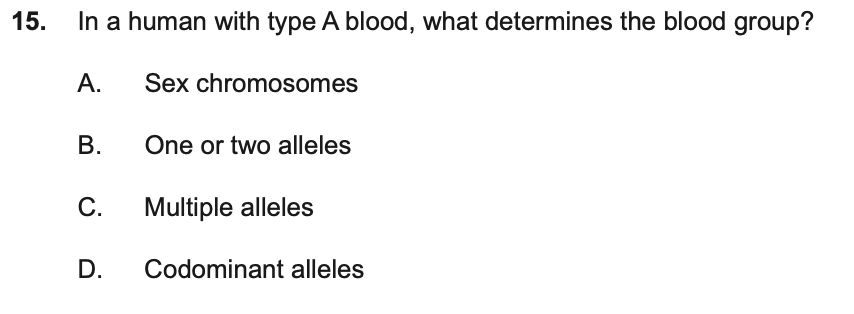 15. In a human with type A blood, what determines the blood group?
A. Sex chromosomes
B. One or two alleles
C. Multiple alleles
D. Codominant alleles